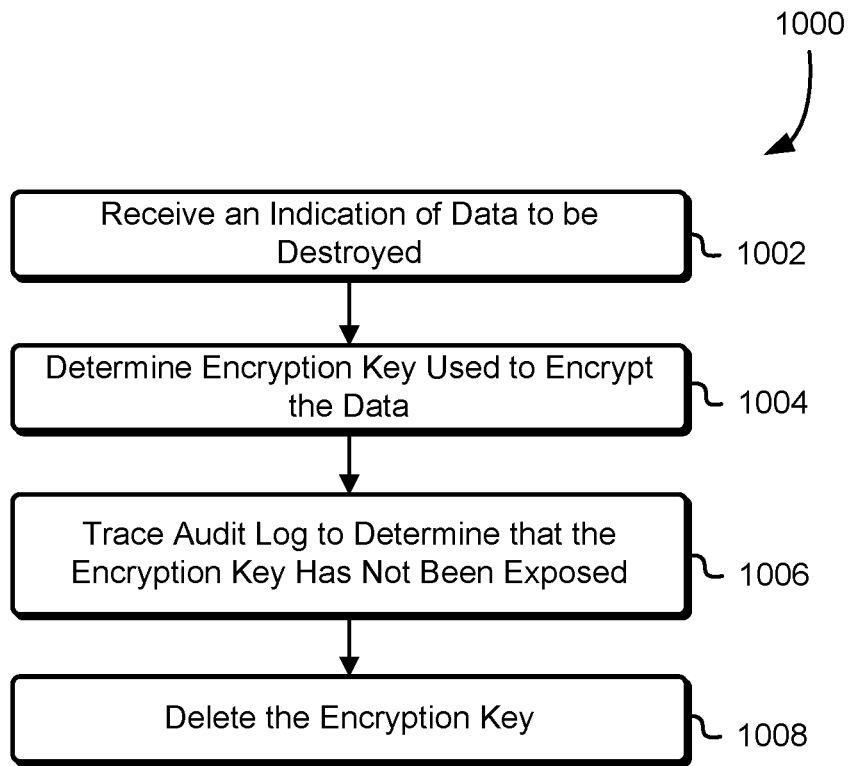 1000
Receive an Indication of Data to be
Destroyed
1002
Determine Encryption Key Used to Encrypt
the Data
1004
Trace Audit Log to Determine that the
Encryption Key Has Not Been Exposed
1006
Delete the Encryption Key
1008